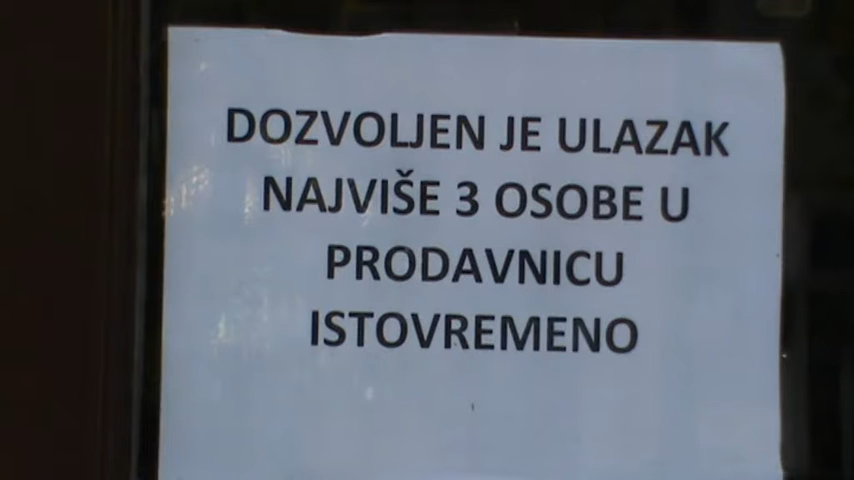 DOZVOLJEN JE ULAZAK
NAJVIŠE 3 OSOBE U
PRODAVNICU
ISTOVREMENO